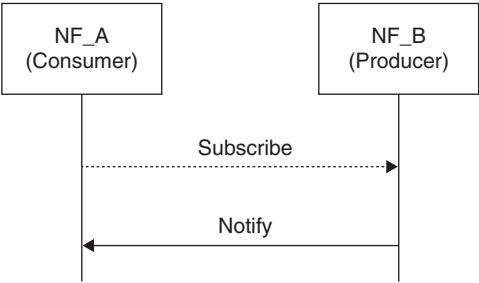 NF_A
(Consumer)
NF_B
(Producer)
Subscribe
Notify